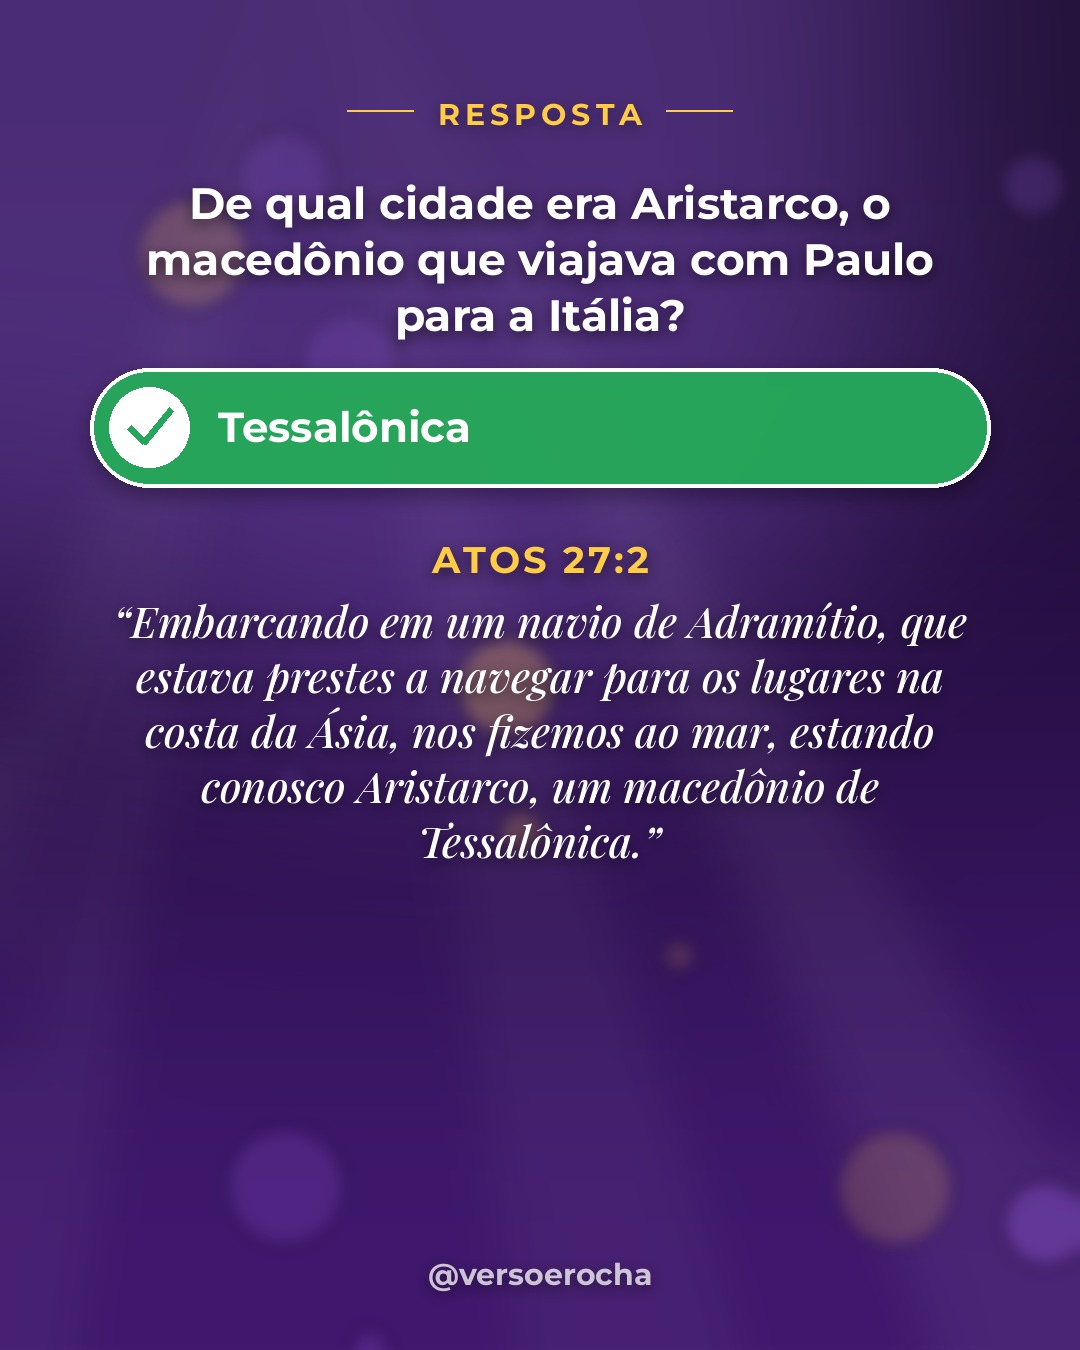 RESPOSTA
De qual cidade era Aristarco, o
macedônio que viajava com Paulo
para a Itália?
Tessalônica
ATOS 27:2
“Embarcando em um navio de Adramítio, que
estava prestes a navegar para os lugares na
costa da Ásia, nos fizemos ao mar, estando
conosco Aristarco, um macedônio de
Tessalônica.”
@versoerocha